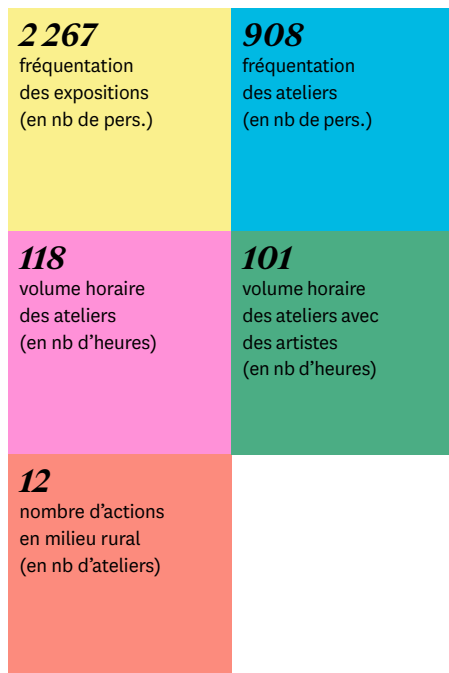 2 267
fréquentation
des expositions
(en nb de pers.)
908
fréquentation
des ateliers
(en nb de pers.)
118
volume horaire
des ateliers
(en nb d’heures)
101
volume horaire
des ateliers avec
des artistes
(en nb d’heures)
12
nombre d’actions
en milieu rural
(en nb d’ateliers)